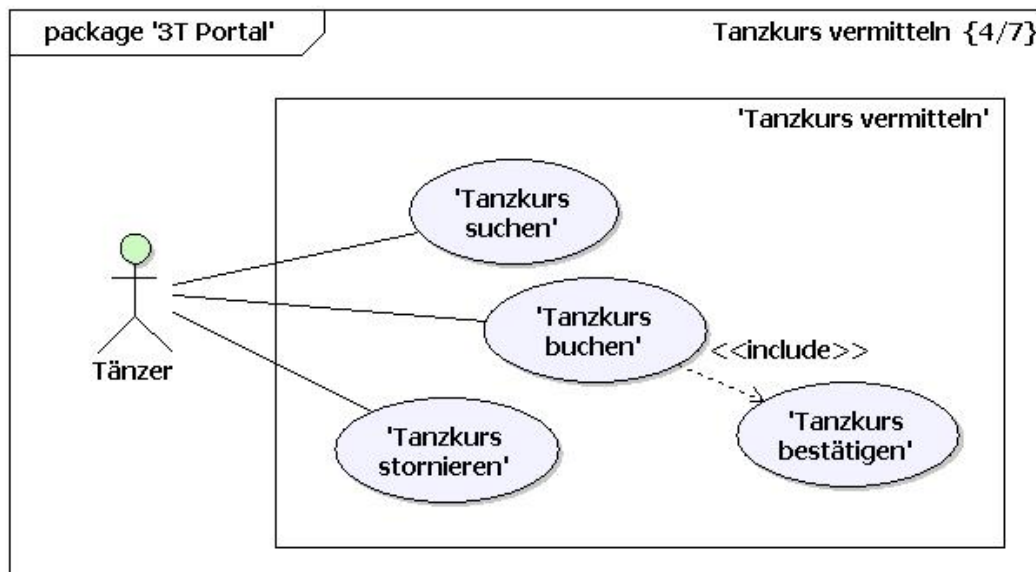 package '3T Portal'
Tanzkurs vermitteln {4/7}
'Tanzkurs vermitteln'
'Tanzkurs
suchen'
'Tanzkurs
buchen'
<<include>>
Tänzer
'Tanzkurs
stornieren'
'Tanzkurs
bestätigen'